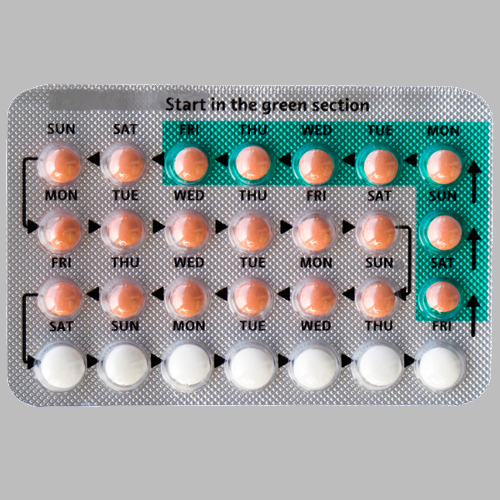 Start in the green section
SUN SAT FRI THU WED TUE MON
MON TUE WED THU FRI SAT SUN
FRI THU WED TUE MON SUN SAT
SAT SUN MON TUE WED THU FRI